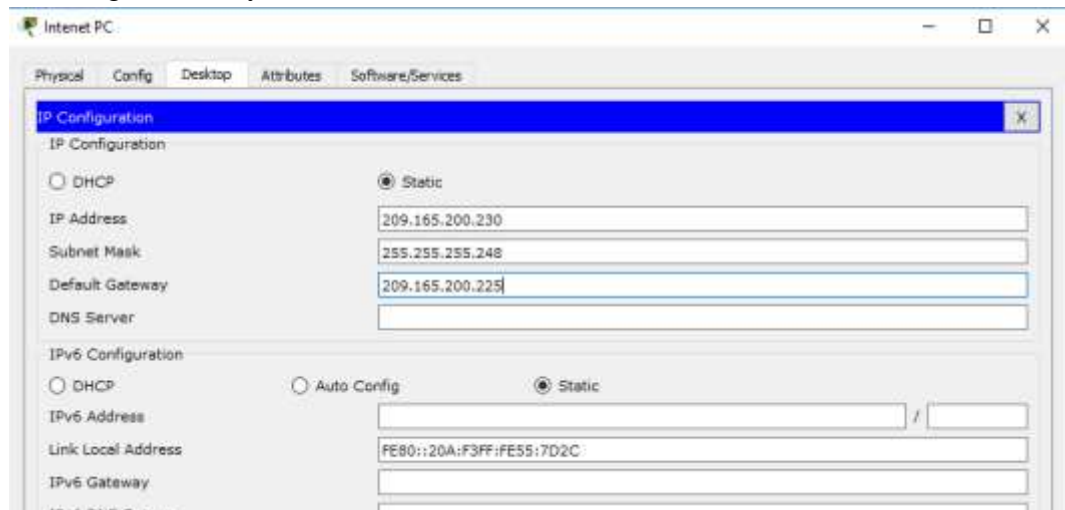 Intenet PC
Physical Config Desktop Attributes Software/Services
IP Configuration X
IP Configuration
DHCP Static
IP Address 209.165.200.230
Subnet Mask 255.255.255.248
Default Gateway 209.165.200.225
DNS Server
IPv6 Configuration
DHCP Auto Config Static
IPv6 Address /
Link Local Address FE80::20A:F3FF:FE55:7D2C
IPv6 Gateway